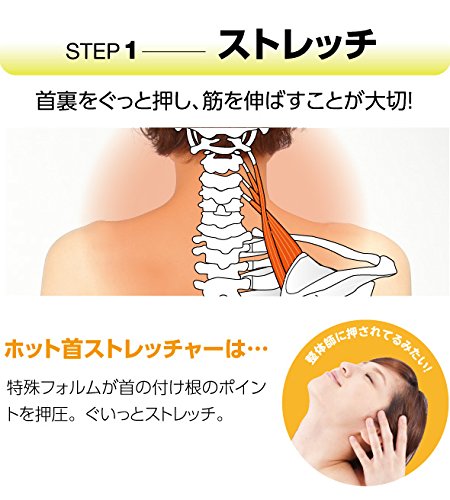 STEP 1 ストレッチ
首裏をぐっと押し、筋を伸ばすことが大切!
ホット首ストレッチャーは…
整体師に押されてるみたい!
特殊フォルムが首の付け根のポイン
トを押圧。ぐいっとストレッチ。